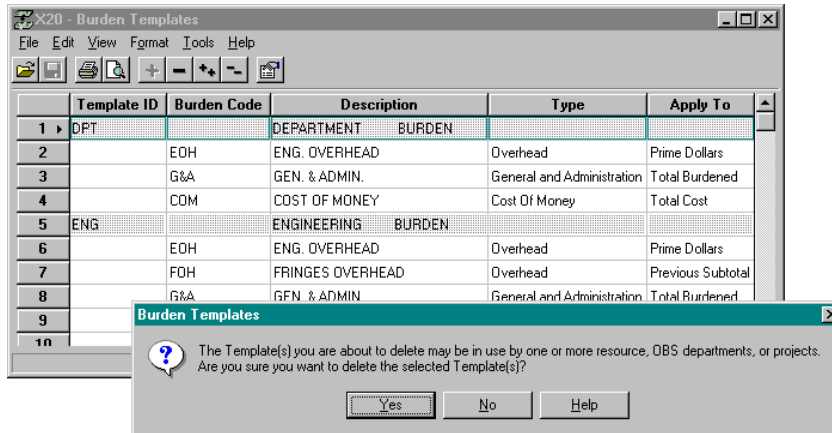 X20 - Burden Templates
File Edit View Format Tools Help
Template ID Burden Code Description Type Apply To
1 DPT DEPARTMENT BURDEN
2 EOH ENG. OVERHEAD Overhead Prime Dollars
3 G&A GEN. & ADMIN. General and Administration Total Burdened
4 COM COST OF MONEY Cost Of Money Total Cost
5 ENG ENGINEERING BURDEN
6 EOH ENG. OVERHEAD Overhead Prime Dollars
7 FOH FRINGES OVERHEAD Overhead Previous Subtotal
8 G&A GEN. & ADMIN General and Administration Total Burdened
9
10
Burden Templates
The Template(s) you are about to delete may be in use by one or more resource, OBS departments, or projects.
Are you sure you want to delete the selected Template(s)?
Yes No Help